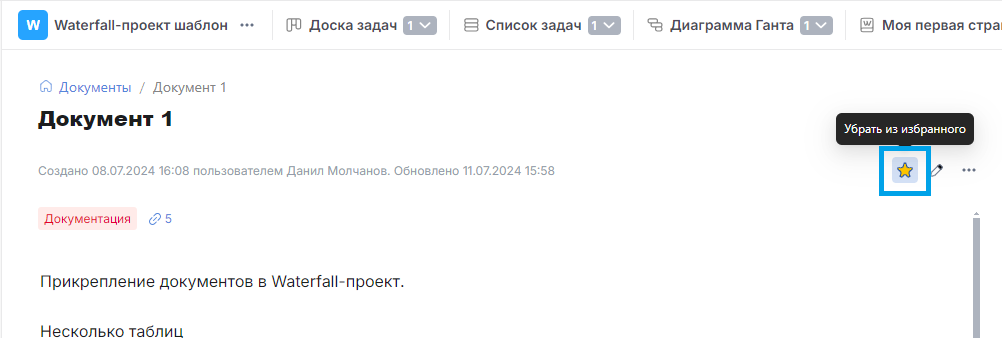 W Waterfall-проект шаблон ••• Доска задач 1 Список задач 1 Диаграмма Ганта 1 Моя первая стра
Документы / Документ 1
Документ 1
Убрать из избранного
Создано 08.07.2024 16:08 пользователем Данил Молчанов. Обновлено 11.07.2024 15:58
Документация 5
Прикрепление документов в Waterfall-проект.
Несколько таблиц